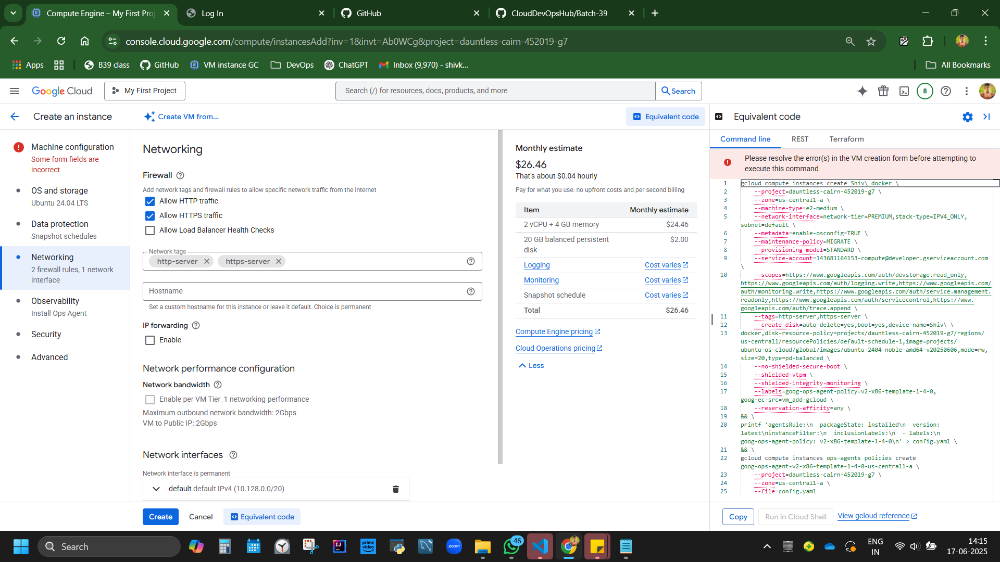 Compute Engine – My First Proj
Log In
GitHub
CloudDevOpsHub/Batch-39
console.cloud.google.com/compute/instancesAdd?inv=1&invt=Ab0WCg&project=dauntless-cairn-452019-g7
Apps
B39 class
GitHub
VM instance GC
DevOps
ChatGPT
Inbox (9,970) - shivk...
All Bookmarks
Google Cloud
My First Project
Search (/) for resources, docs, products, and more
Search
8
Create an instance
Create VM from...
Equivalent code
Machine configuration
Some form fields are
incorrect
OS and storage
Ubuntu 24.04 LTS
Data protection
Snapshot schedules
Networking
2 firewall rules, 1 network
interface
Observability
Install Ops Agent
Security
Advanced
Networking
Firewall
Add network tags and firewall rules to allow specific network traffic from the Internet
Allow HTTP traffic
Allow HTTPS traffic
Allow Load Balancer Health Checks
Network tags
http-server
https-server
Hostname
Set a custom hostname for this instance or leave it default. Choice is permanent
IP forwarding
Enable
Network performance configuration
Network bandwidth
Enable per VM Tier_1 networking performance
Maximum outbound network bandwidth: 2Gbps
VM to Public IP: 2Gbps
Network interfaces
Network interface is permanent
default default IPv4 (10.128.0.0/20)
Create
Cancel
Equivalent code
Monthly estimate
$26.46
That's about $0.04 hourly
Pay for what you use: no upfront costs and per second billing
Item Monthly estimate
2 vCPU + 4 GB memory $24.46
20 GB balanced persistent $2.00
disk
Logging Cost varies
Monitoring Cost varies
Snapshot schedule Cost varies
Total $26.46
Compute Engine pricing
Cloud Operations pricing
Less
Equivalent code
Command line
REST
Terraform
Please resolve the error(s) in the VM creation form before attempting to
execute this command
1 gcloud compute instances create Shiv\ docker \
2 --project=dauntless-cairn-452019-g7 \
3 --zone=us-central1-a \
4 --machine-type=e2-medium \
5 --network-interface=network-tier=PREMIUM,stack-type=IPV4_ONLY,
subnet=default \
6 --metadata=enable-osconfig=TRUE \
7 --maintenance-policy=MIGRATE \
8 --provisioning-model=STANDARD \
9 --service-account=143681164153-compute@developer.gserviceaccount.com
\
10 --scopes=https://www.googleapis.com/auth/devstorage.read_only,
https://www.googleapis.com/auth/logging.write,https://www.googleapis.com/
auth/monitoring.write,https://www.googleapis.com/auth/service.management.
readonly,https://www.googleapis.com/auth/servicecontrol,https://www.
googleapis.com/auth/trace.append \
11 --tags=http-server,https-server \
12 --create-disk=auto-delete=yes,boot=yes,device-name=Shiv\ \
13 docker,disk-resource-policy=projects/dauntless-cairn-452019-g7/regions/
us-central1/resourcePolicies/default-schedule-1,image=projects/
ubuntu-os-cloud/global/images/ubuntu-2404-noble-amd64-v20250606,mode=rw,
size=20,type=pd-balanced \
14 --no-shielded-secure-boot \
15 --shielded-vtpm \
16 --shielded-integrity-monitoring \
17 --labels=goog-ops-agent-policy=v2-x86-template-1-4-0,
goog-ec-src=vm_add-gcloud \
18 --reservation-affinity=any \
19 && \
20 printf 'agentsRule:\n  packageState: installed\n  version:
latest\ninstanceFilter:\n  inclusionLabels:\n  - labels:\n
goog-ops-agent-policy: v2-x86-template-1-4-0\n' > config.yaml \
21 && \
22 gcloud compute instances ops-agents policies create
goog-ops-agent-v2-x86-template-1-4-0-us-central1-a \
23 --project=dauntless-cairn-452019-g7 \
24 --zone=us-central1-a \
25 --file=config.yaml
Copy
Run in Cloud Shell
View gcloud reference
Search
IJ
prime
video
zoom
46
ENG
IN
14:15
17-06-2025